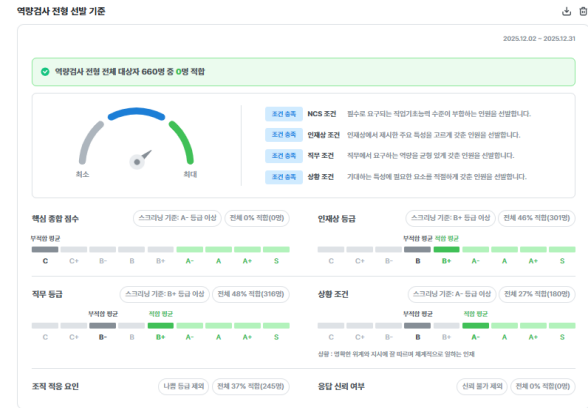 역량검사 전형 선발 기준
2025.12.02 ~ 2025.12.31
역량검사 전형 전체 대상자 660명 중 0명 적합
최소
최대
조건 충족 NCS 조건 필수로 요구되는 직업기초능력 수준이 부합하는 인원을 선발합니다.
조건 충족 인재상 조건 인재상에서 제시한 주요 특성을 고르게 갖춘 인원을 선발합니다.
조건 충족 직무 조건 직무에서 요구하는 역량을 균형 있게 갖춘 인원을 선발합니다.
조건 충족 상황 조건 기대하는 특성에 필요한 요소를 적절하게 갖춘 인원을 선발합니다.
핵심 종합 점수 스크리닝 기준: A- 등급 이상 전체 0% 적합(0명)
부적합 평균
C C+ B- B B+ A- A A+ S
인재상 등급 스크리닝 기준: B+ 등급 이상 전체 46% 적합(301명)
부적합 평균 적합 평균
C C+ B- B B+ A- A A+ S
직무 등급 스크리닝 기준: B+ 등급 이상 전체 48% 적합(316명)
부적합 평균 적합 평균
C C+ B- B B+ A- A A+ S
상황 조건 스크리닝 기준: A- 등급 이상 전체 27% 적합(180명)
부적합 평균 적합 평균
C C+ B- B B+ A- A A+ S
상황 : 명확한 위계와 지시에 잘 따르며 체계적으로 일하는 인재
조직 적응 요인 나쁨 등급 제외 전체 37% 적합(245명)
응답 신뢰 여부 신뢰 불가 제외 전체 0% 적합(0명)